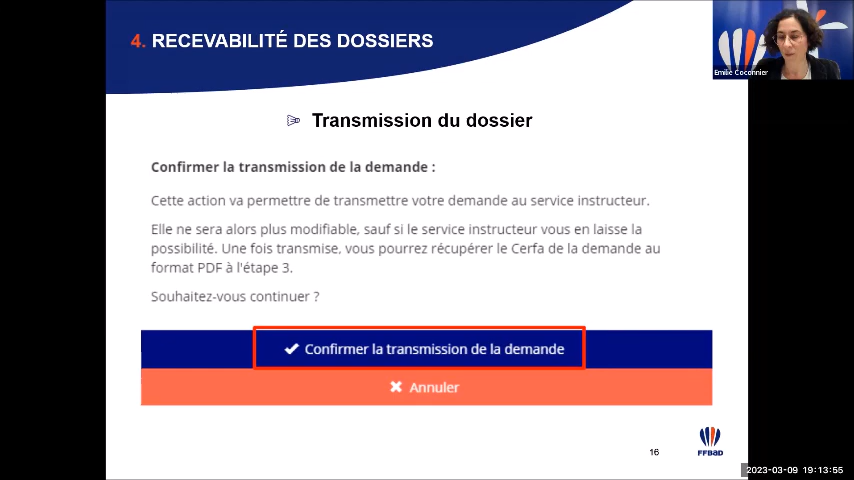 4. RECEVABILITÉ DES DOSSIERS
Emilie Coconnier
Transmission du dossier
Confirmer la transmission de la demande :
Cette action va permettre de transmettre votre demande au service instructeur.
Elle ne sera alors plus modifiable, sauf si le service instructeur vous en laisse la
possibilité. Une fois transmise, vous pourrez récupérer le Cerfa de la demande au
format PDF à l'étape 3.
Souhaitez-vous continuer ?
Confirmer la transmission de la demande
Annuler
16
FFBaD
2023-03-09 19:13:55